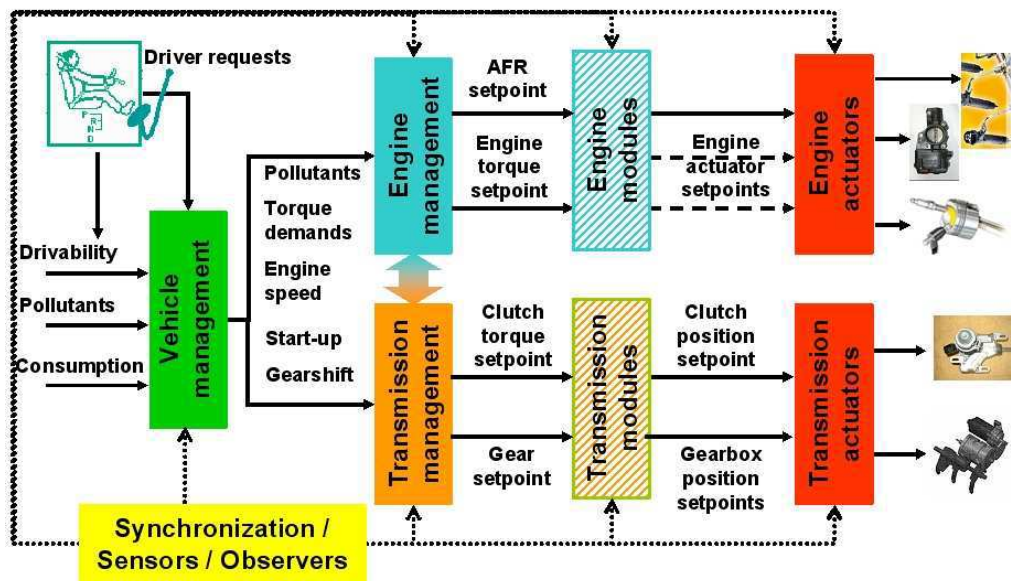 Driver requests
P
R
N
D
Drivability
Pollutants
Consumption
Vehicle
management
Synchronization /
Sensors / Observers
Pollutants
Torque
demands
Engine
speed
Start-up
Gearshift
Engine
management
AFR
setpoint
Engine
torque
setpoint
Engine
modules
Engine
actuator
setpoints
Engine
actuators
Transmission
management
Clutch
torque
setpoint
Gear
setpoint
Transmission
modules
Clutch
position
setpoint
Gearbox
position
setpoints
Transmission
actuators